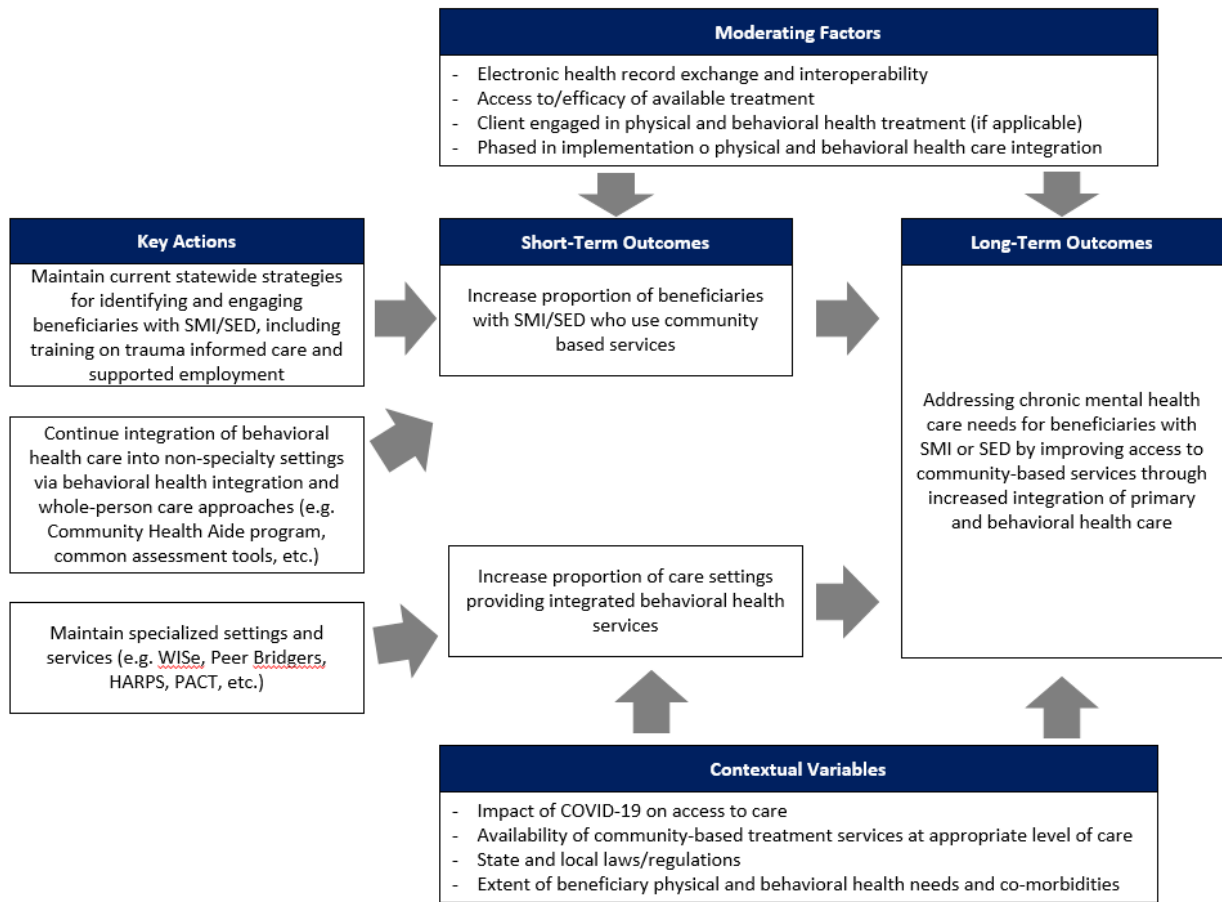 Moderating Factors
- Electronic health record exchange and interoperability
- Access to/efficacy of available treatment
- Client engaged in physical and behavioral health treatment (if applicable)
- Phased in implementation o physical and behavioral health care integration
Key Actions
Maintain current statewide strategies
for identifying and engaging
beneficiaries with SMI/SED, including
training on trauma informed care and
supported employment
Continue integration of behavioral
health care into non-specialty settings
via behavioral health integration and
whole-person care approaches (e.g.
Community Health Aide program,
common assessment tools, etc.)
Maintain specialized settings and
services (e.g. WISe, Peer Bridgers,
HARPS, PACT, etc.)
Short-Term Outcomes
Increase proportion of beneficiaries
with SMI/SED who use community
based services
Increase proportion of care settings
providing integrated behavioral health
services
Long-Term Outcomes
Addressing chronic mental health
care needs for beneficiaries with
SMI or SED by improving access to
community-based services through
increased integration of primary
and behavioral health care
Contextual Variables
- Impact of COVID-19 on access to care
- Availability of community-based treatment services at appropriate level of care
- State and local laws/regulations
- Extent of beneficiary physical and behavioral health needs and co-morbidities